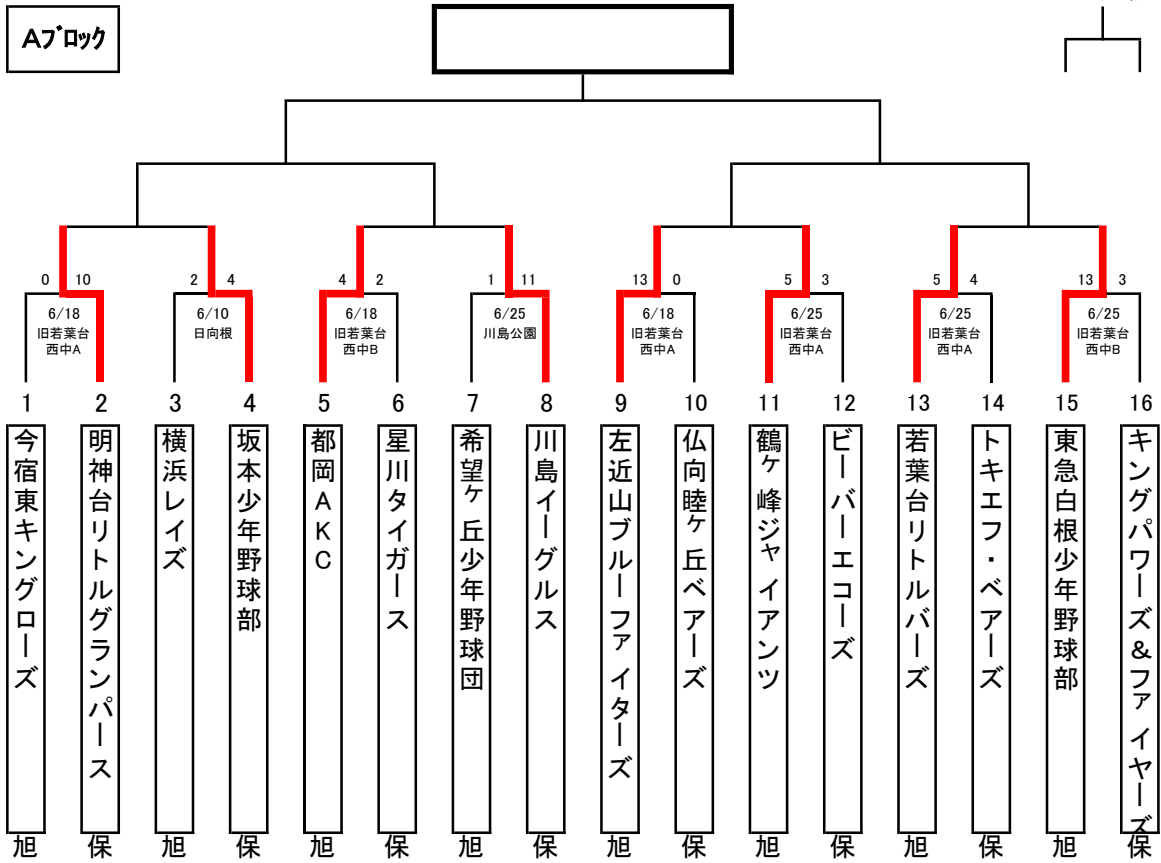 Aブロック
0 10
2 4
4 2
1 11
13 0
5 3
5 4
13 3
6/18
旧若葉台
西中A
6/10
日向根
6/18
旧若葉台
西中B
6/25
川島公園
6/18
旧若葉台
西中A
6/25
旧若葉台
西中A
6/25
旧若葉台
西中A
6/25
旧若葉台
西中B
1 2 3 4 5 6 7 8 9 10 11 12 13 14 15 16
今宿東キングローズ
明神台リトルグランパース
横浜レイズ
坂本少年野球部
都岡AKC
星川タイガース
希望ヶ丘少年野球団
川島イーグルス
左近山ブルーファイターズ
仏向睦ヶ丘ベアーズ
鶴ヶ峰ジャイアンツ
ビーバーエコーズ
若葉台リトルバーズ
トキエフ・ベアーズ
東急白根少年野球部
キングパワーズ&ファイヤーズ
旭 保 旭 保 旭 保 旭 保 旭 保 旭 保 旭 保 旭 保